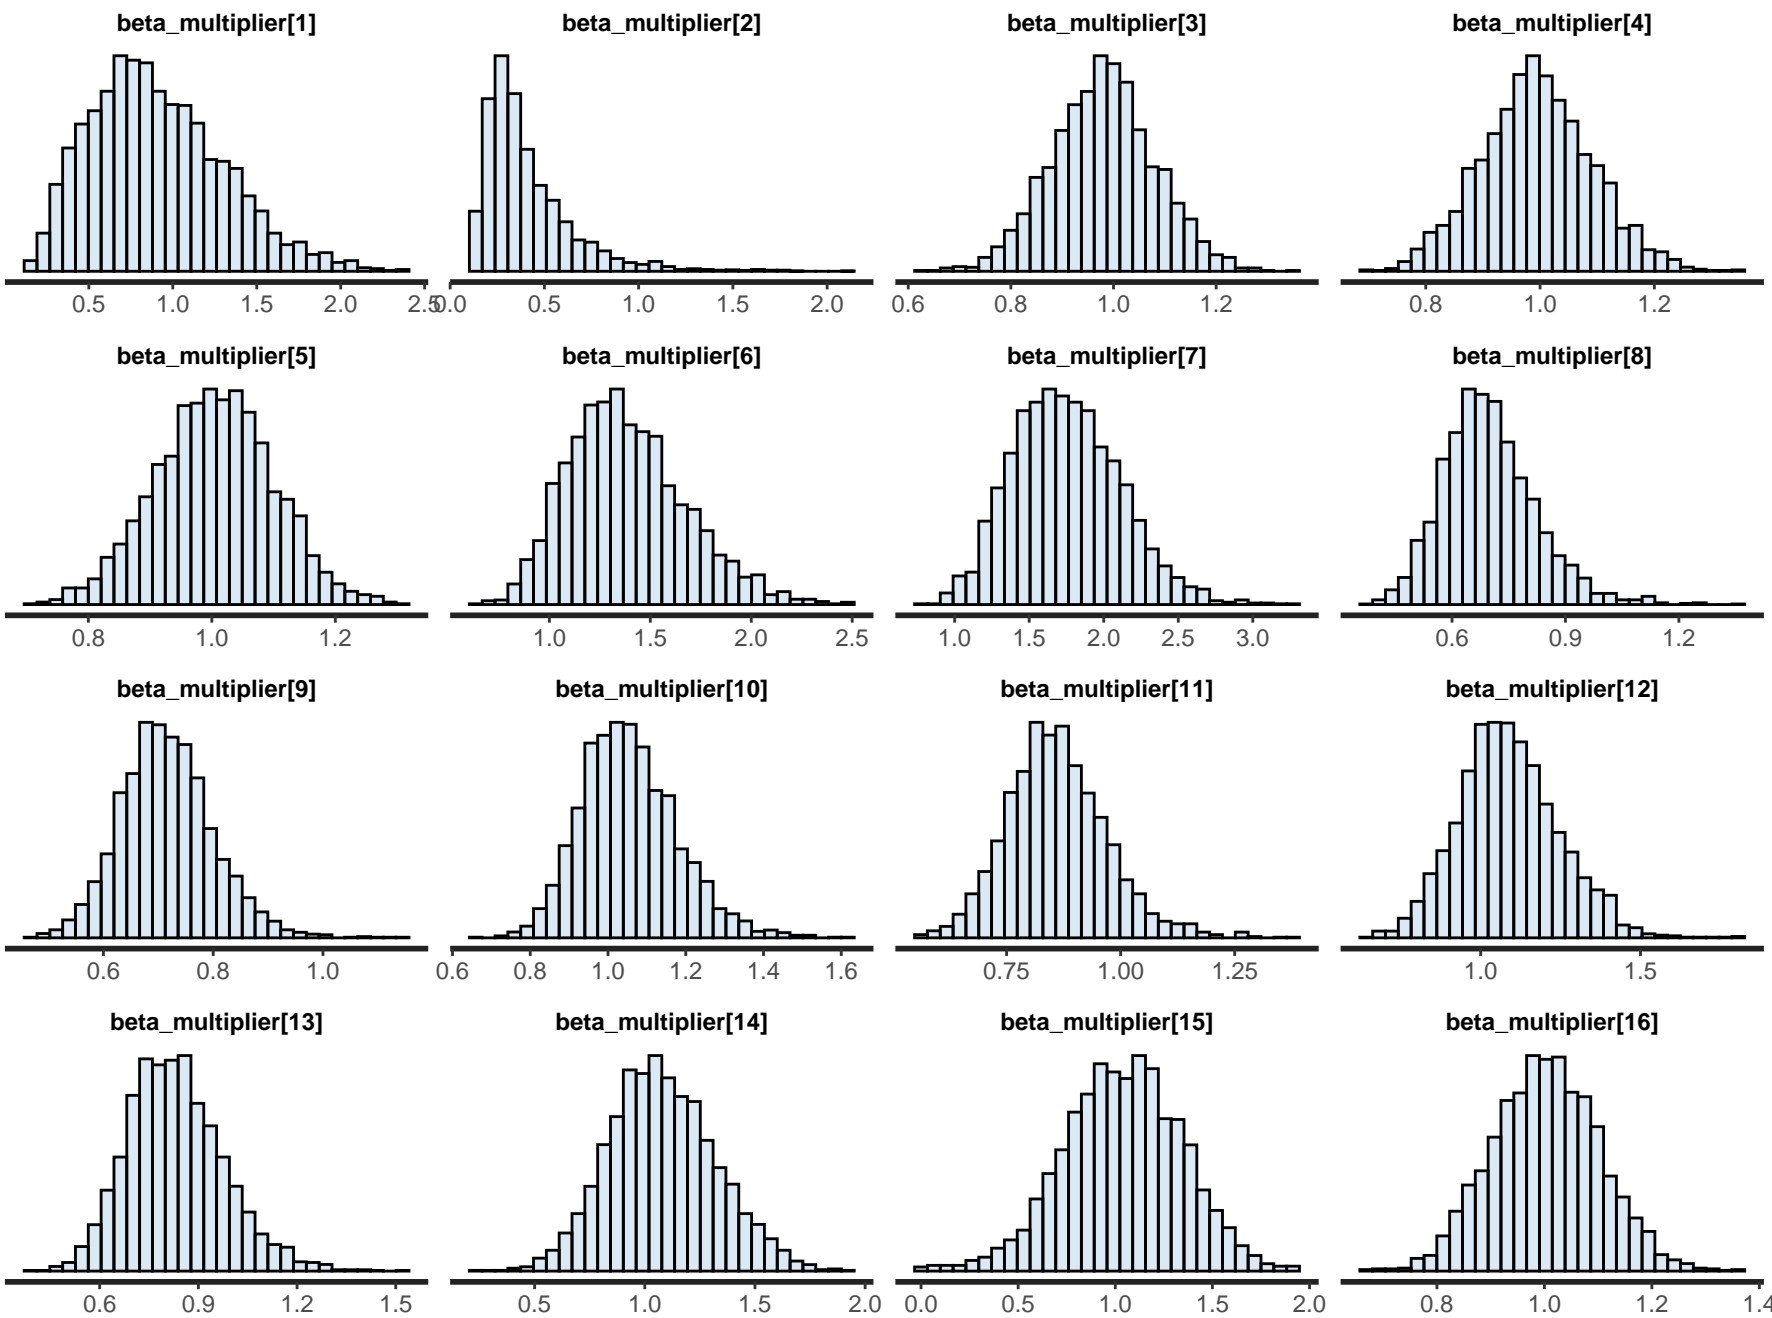 beta_multiplier[1] beta_multiplier[2] beta_multiplier[3] beta_multiplier[4]
0.5 1.0 1.5 2.0 2.5 0.0 0.5 1.0 1.5 2.0 0.6 0.8 1.0 1.2 0.8 1.0 1.2
beta_multiplier[5] beta_multiplier[6] beta_multiplier[7] beta_multiplier[8]
0.8 1.0 1.2 1.0 1.5 2.0 2.5 1.0 1.5 2.0 2.5 3.0 0.6 0.9 1.2
beta_multiplier[9] beta_multiplier[10] beta_multiplier[11] beta_multiplier[12]
0.6 0.8 1.0 0.6 0.8 1.0 1.2 1.4 1.6 0.75 1.00 1.25 1.0 1.5
beta_multiplier[13] beta_multiplier[14] beta_multiplier[15] beta_multiplier[16]
0.6 0.9 1.2 1.5 0.5 1.0 1.5 2.0 0.0 0.5 1.0 1.5 2.0 0.8 1.0 1.2 1.4